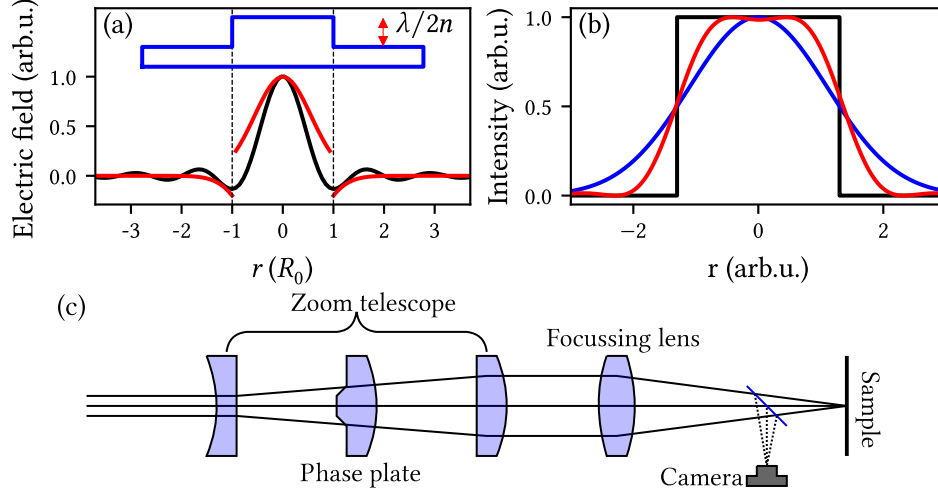 (a)
λ/2n
Electric field (arb.u.)
1.0
0.5
0.0
-3 -2 -1 0 1 2 3
r (R₀)
(b)
Intensity (arb.u.)
1.0
0.5
0.0
−2 0 2
r (arb.u.)
(c)
Zoom telescope
Focussing lens
Phase plate
Camera
Sample